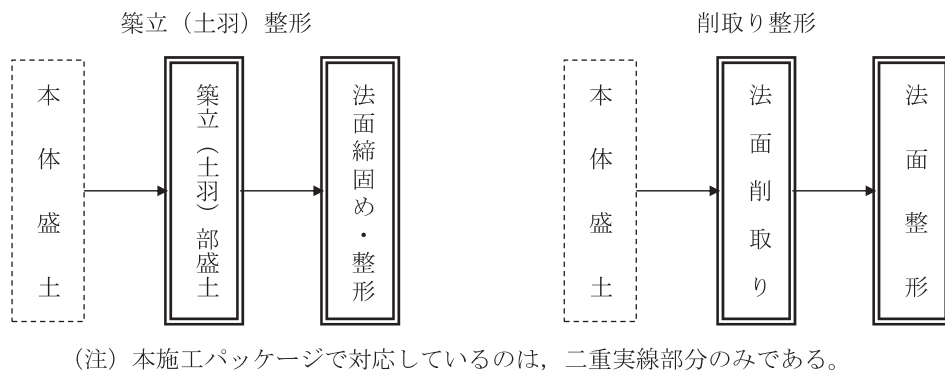 築立（土羽）整形
本体盛土
築立（土羽）部盛土
法面締固め・整形
削取り整形
本体盛土
法面削取り
法面整形
（注）本施工パッケージで対応しているのは，二重実線部分のみである。